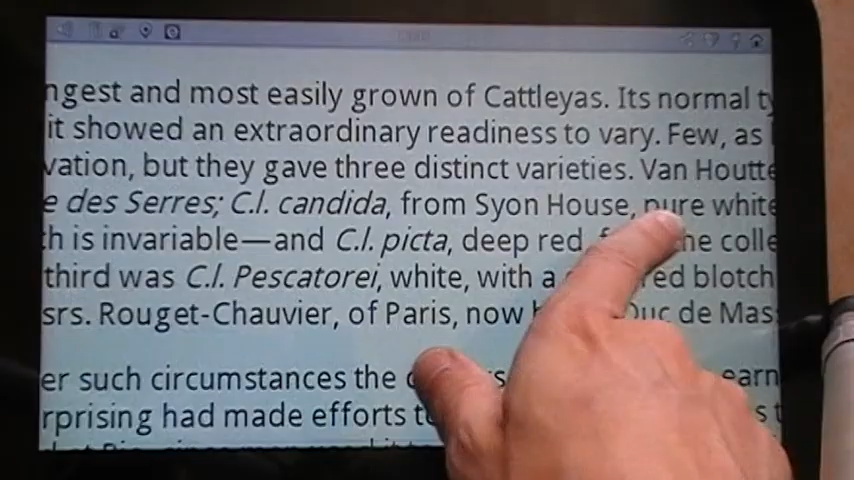 ngest and most easily grown of Cattleyas. Its normal ty
it showed an extraordinary readiness to vary. Few, as
vation, but they gave three distinct varieties. Van Houtte
e des Serres; C.l. candida, from Syon House, pure white
h is invariable—and C.l. picta, deep red, the colle
third was C.l. Pescatorei, white, with a red blotch
srs. Rouget-Chauvier, of Paris, now Duc de Mas
er such circumstances the earn
rprising had made efforts